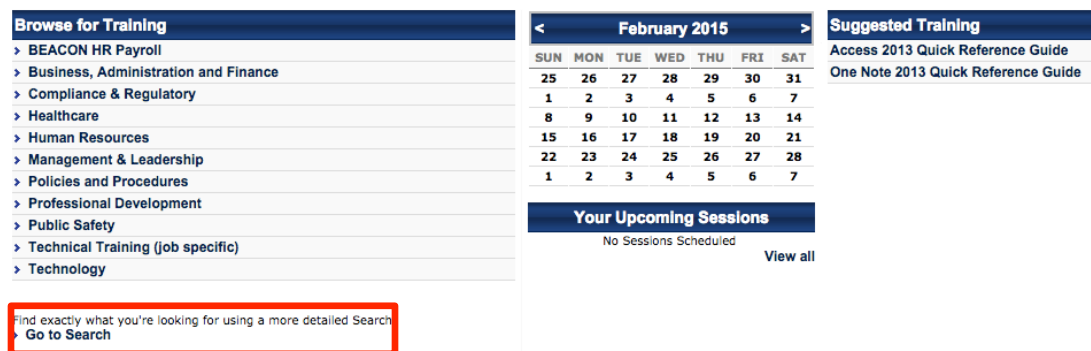 Browse for Training
> BEACON HR Payroll
> Business, Administration and Finance
> Compliance & Regulatory
> Healthcare
> Human Resources
> Management & Leadership
> Policies and Procedures
> Professional Development
> Public Safety
> Technical Training (job specific)
> Technology
Find exactly what you're looking for using a more detailed Search
> Go to Search
< February 2015 >
SUN MON TUE WED THU FRI SAT
25 26 27 28 29 30 31
1 2 3 4 5 6 7
8 9 10 11 12 13 14
15 16 17 18 19 20 21
22 23 24 25 26 27 28
1 2 3 4 5 6 7
Your Upcoming Sessions
No Sessions Scheduled
View all
Suggested Training
Access 2013 Quick Reference Guide
One Note 2013 Quick Reference Guide